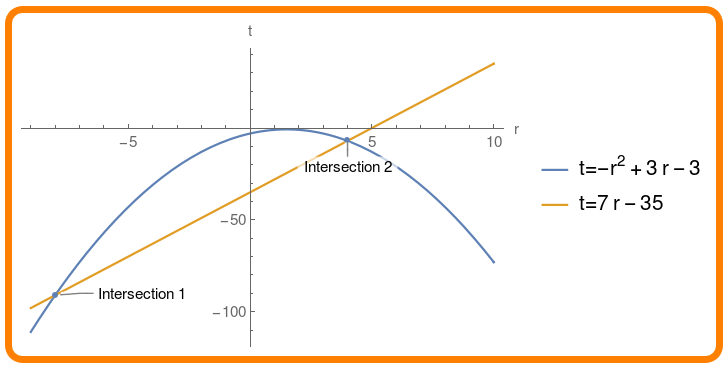 t
−5
5
10
r
Intersection 2
t=−r² + 3 r − 3
t=7 r − 35
−50
Intersection 1
−100